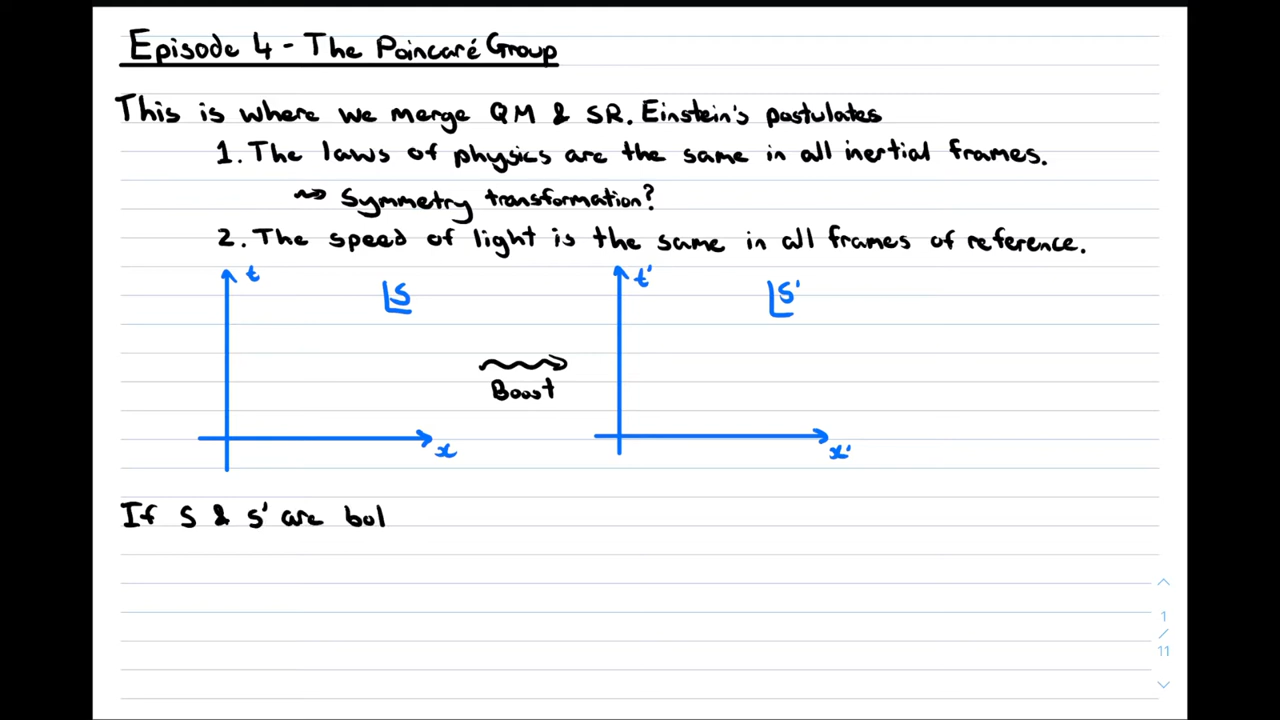 Episode 4 - The Poincaré Group
This is where we merge QM & SR. Einstein's postulates
1. The laws of physics are the same in all inertial frames.
⇝ Symmetry transformation?
2. The speed of light is the same in all frames of reference.
t S t' S'
Boost
x x'
If S & S' are bol
1
/
11